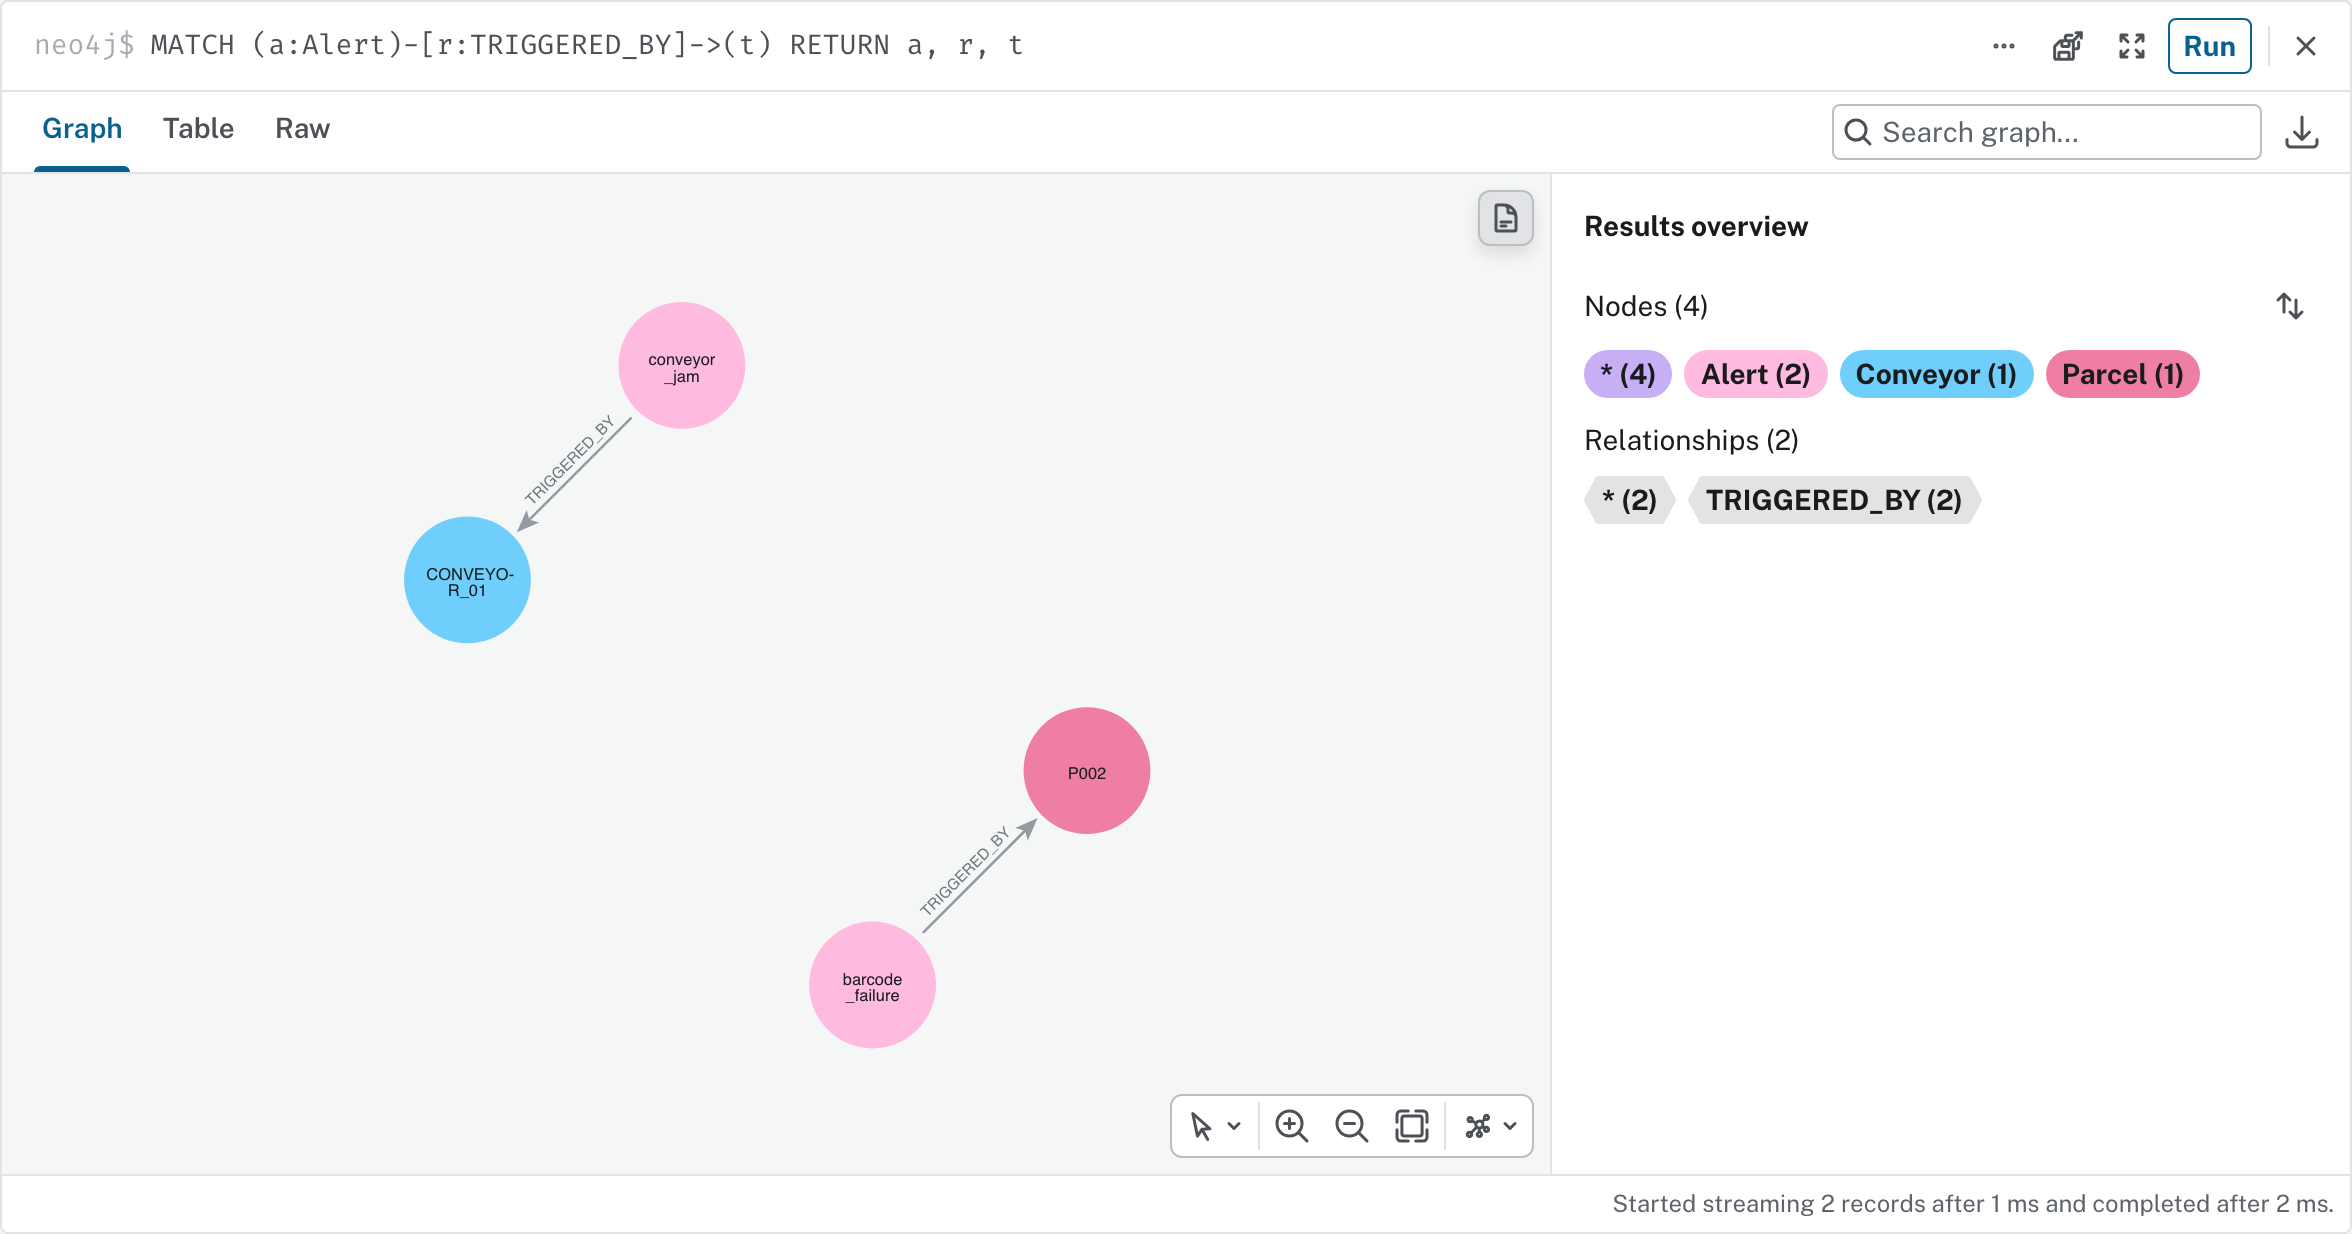 neo4j$ MATCH (a:Alert)-[r:TRIGGERED_BY]->(t) RETURN a, r, t
Run
Graph
Table
Raw
Search graph...
conveyor
_jam
TRIGGERED_BY
CONVEYO-
R_01
P002
TRIGGERED_BY
barcode
_failure
Results overview
Nodes (4)
* (4)
Alert (2)
Conveyor (1)
Parcel (1)
Relationships (2)
* (2)
TRIGGERED_BY (2)
Started streaming 2 records after 1 ms and completed after 2 ms.